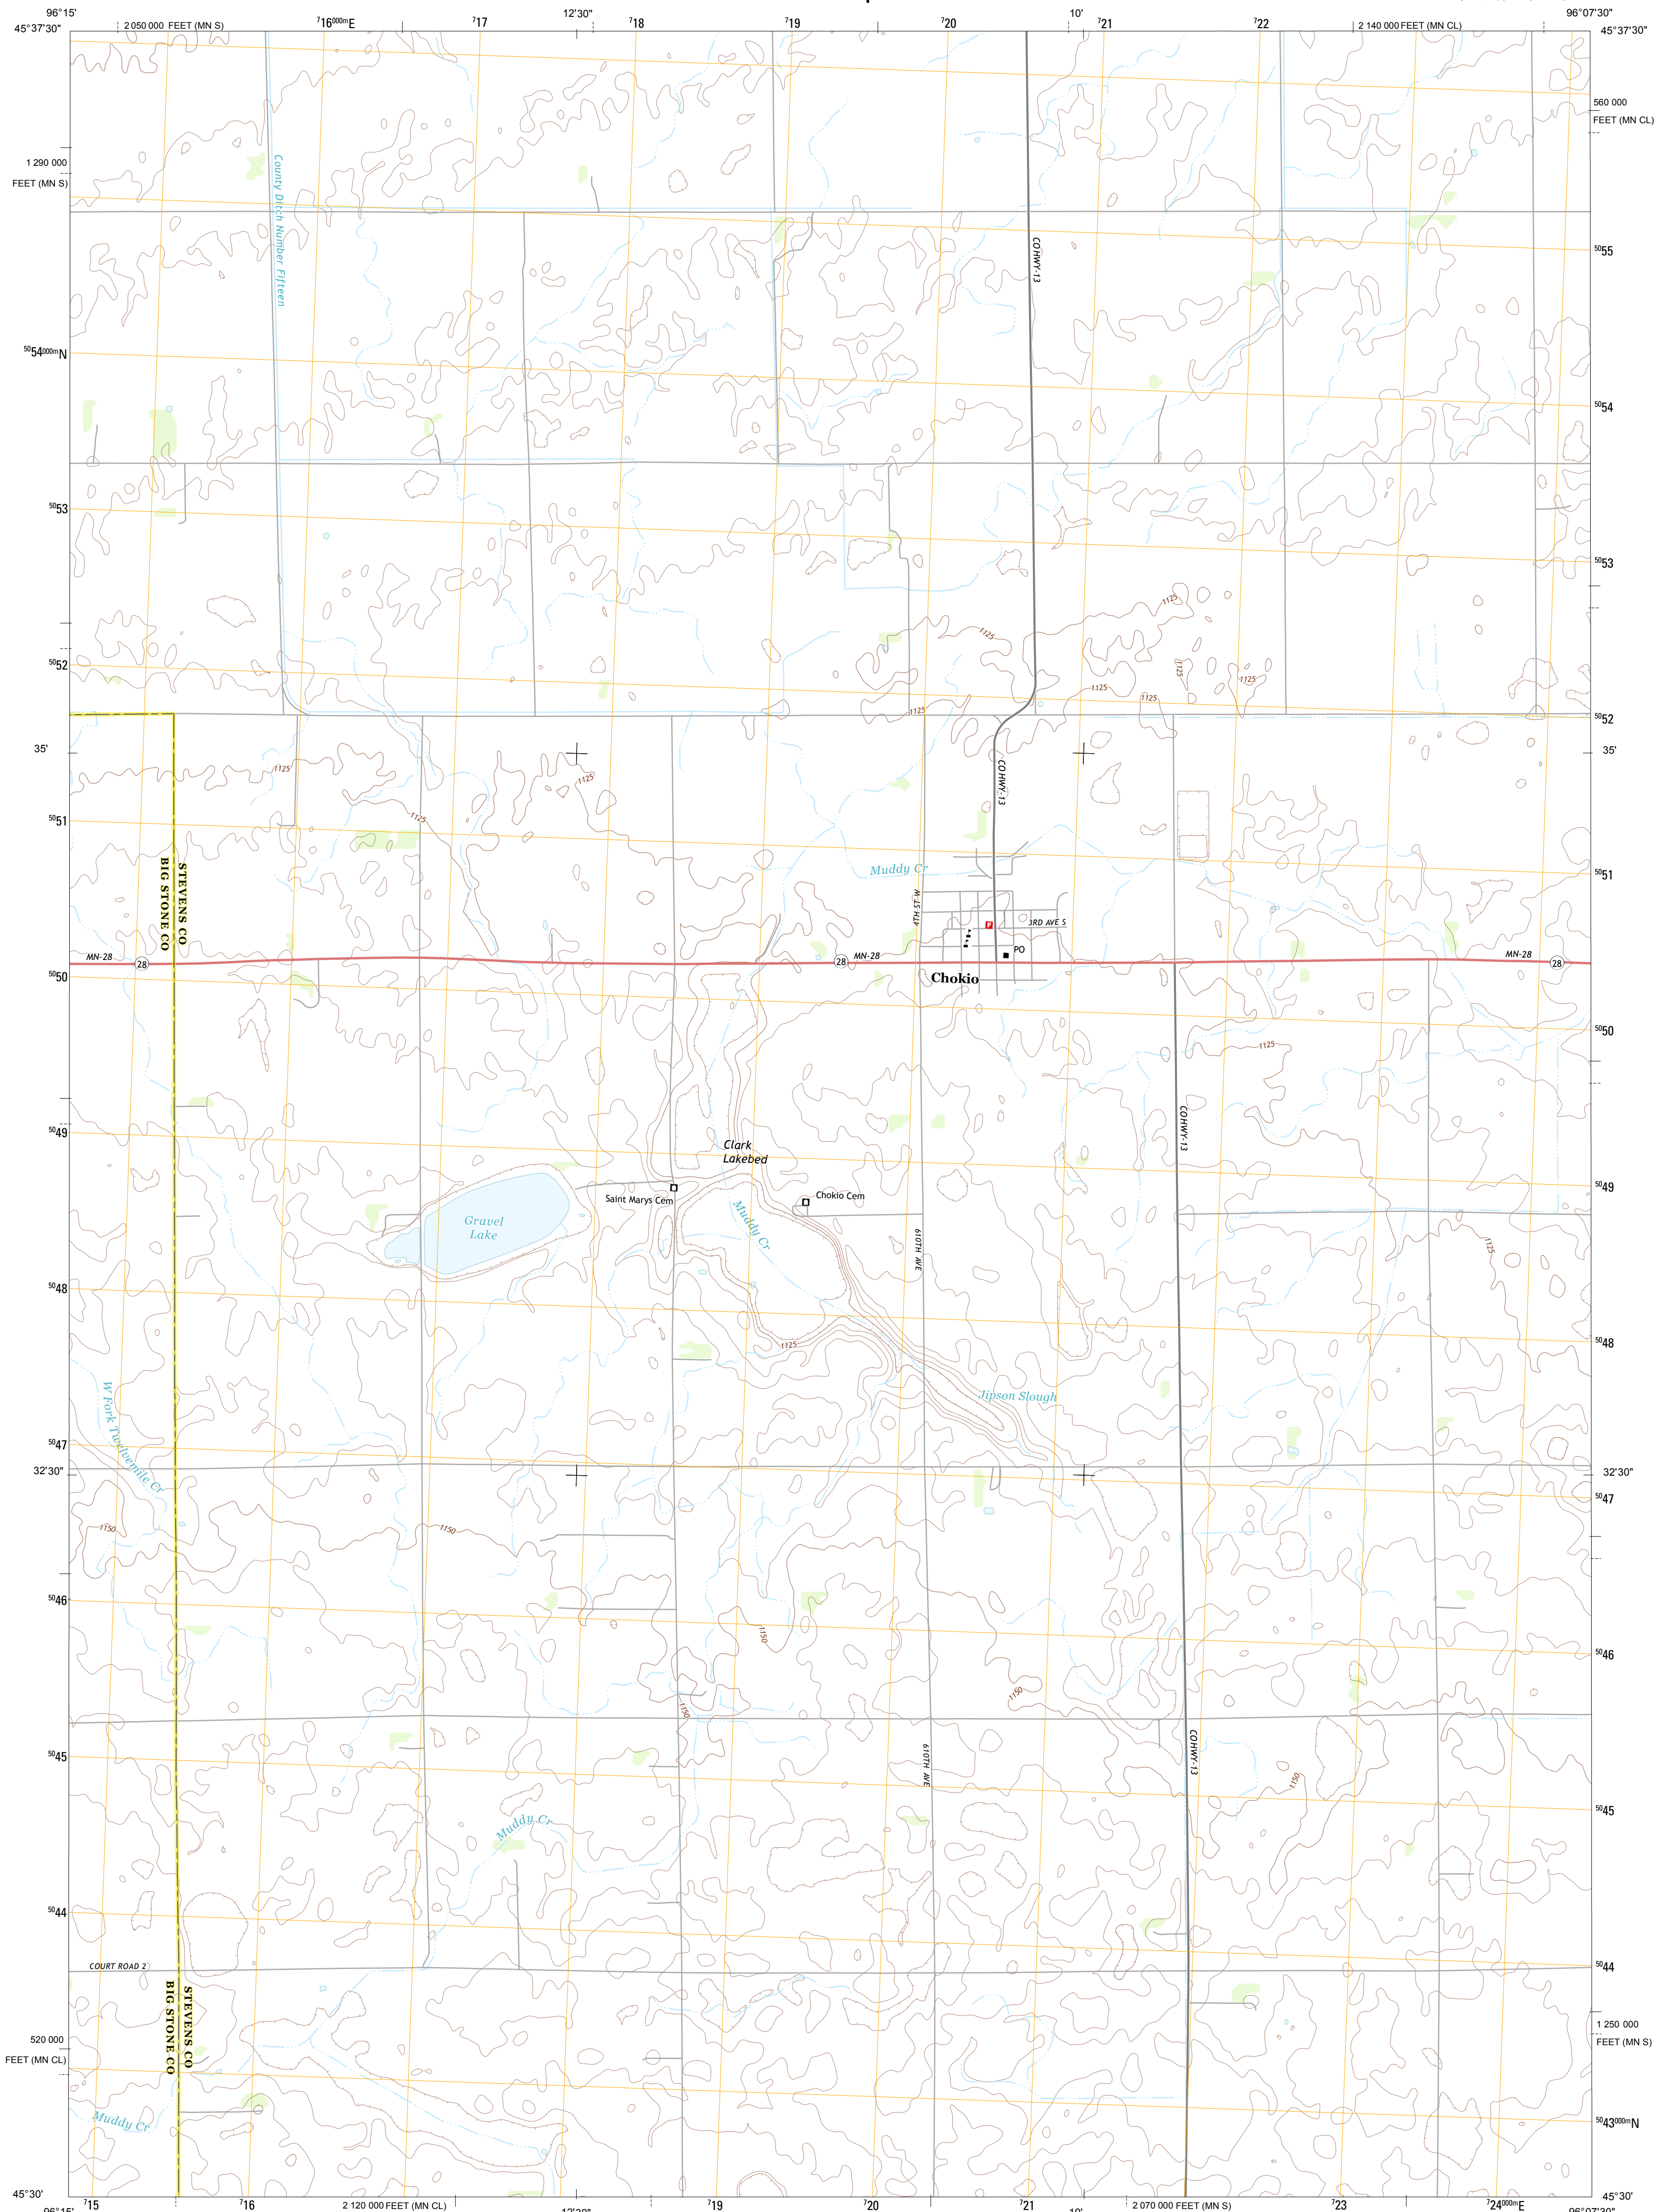 96°15'
2 050 000 FEET (MN S)
716000mE
717
12'30"
718
719
720
10'
721
722
2 140 000 FEET (MN CL)
96°07'30"
45°37'30"
45°37'30"
560 000
FEET (MN CL)
1 290 000
FEET (MN S)
County Ditch Number Fifteen
CO HWY-13
5055
5054000mN
5054
5053
5053
1125
1125
1125
1125
1125
1125
1125
5052
5052
35'
35'
1125
1125
1125
CO HWY-13
5051
5051
Muddy Cr
STEVENS CO
BIG STONE CO
4TH ST W
3RD AVE S
F
PO
MN-28
28
28
MN-28
MN-28
28
Chokio
5050
5050
1125
5049
CO HWY-13
Clark
Lakebed
Saint Marys Cem
Chokio Cem
5049
Gravel
Lake
Muddy Cr
610TH AVE
1125
5048
1125
5048
W Fork Twelvemile Cr
Jipson Slough
5047
32'30"
32'30"
5047
1150
1150
5046
1150
5046
1150
1150
5045
610TH AVE
CO HWY-13
1150
5045
Muddy Cr
5044
COURT ROAD 2
5044
STEVENS CO
BIG STONE CO
520 000
FEET (MN CL)
1 250 000
FEET (MN S)
Muddy Cr
5043000mN
45°30'
45°30'
715
716
2 120 000 FEET (MN CL)
719
720
721
2 070 000 FEET (MN S)
723
724000mE
96°15'
12'30"
10'
96°07'30"